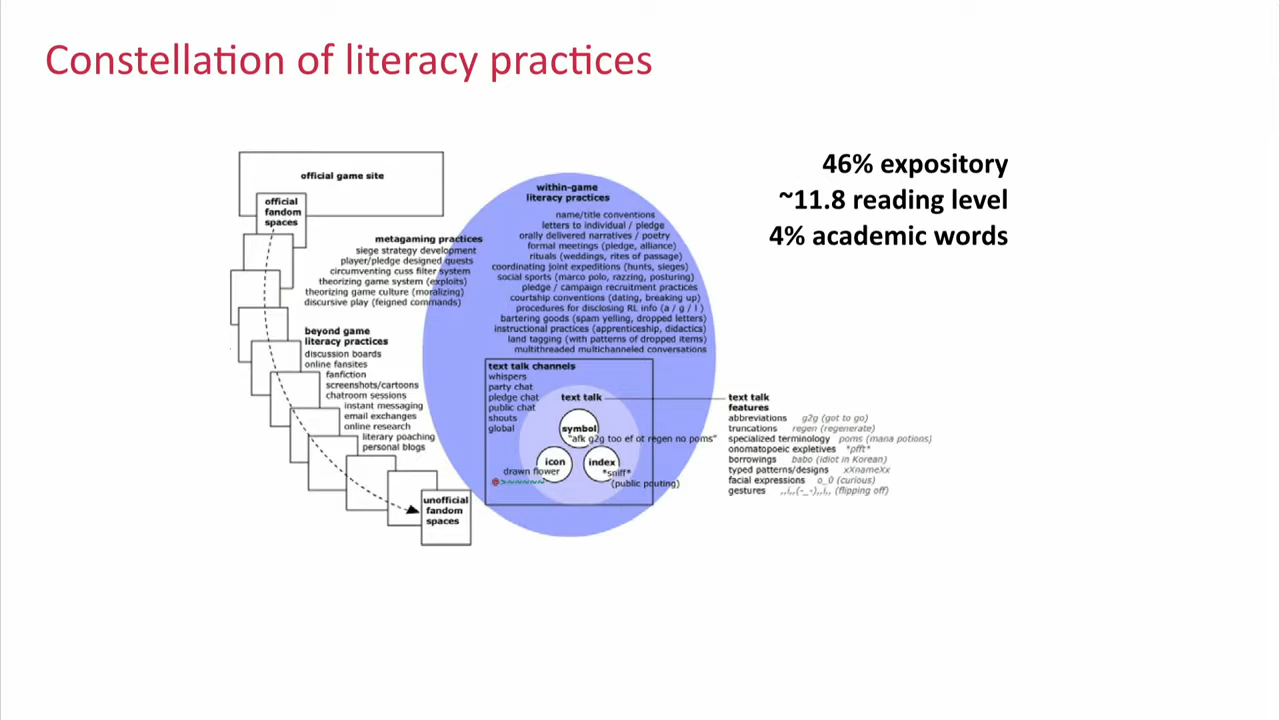 Constellation of literacy practices
46% expository
~11.8 reading level
4% academic words
official game site
official
fandom
spaces
metagaming practices
siege strategy development
player/pledge designed quests
circumventing cuss filter system
theorizing game system (exploits)
theorizing game culture (moralizing)
discursive play (feigned commands)
beyond game
literacy practices
discussion boards
online fansites
fanfiction
screenshots/cartoons
chatroom sessions
instant messaging
email exchanges
online research
literary poaching
personal blogs
unofficial
fandom
spaces
within-game
literacy practices
name/title conventions
letters to individual / pledge
orally delivered narratives / poetry
formal meetings (pledge, alliance)
rituals (weddings, rites of passage)
coordinating joint expeditions (hunts, sieges)
social sports (marco polo, razzing, posturing)
pledge / campaign recruitment practices
courtship conventions (dating, breaking up)
procedures for disclosing RL info (a / g / l )
bartering goods (spam yelling, dropped letters)
instructional practices (apprenticeship, didactics)
land tagging (with patterns of dropped items)
multithreaded multichanneled conversations
text talk channels
whispers
party chat
pledge chat
public chat
shouts
global
text talk
symbol
"afk g2g too ef ot regen no poms"
icon
drawn flower
index
*sniff*
(public pouting)
text talk
features
abbreviations g2g (got to go)
truncations regen (regenerate)
specialized terminology poms (mana potions)
onomatopoeic expletives *pfft*
borrowings babo (idiot in Korean)
typed patterns/designs xXnameXx
facial expressions o_0 (curious)
gestures ,,i,,(-_-),,i,, (flipping off)